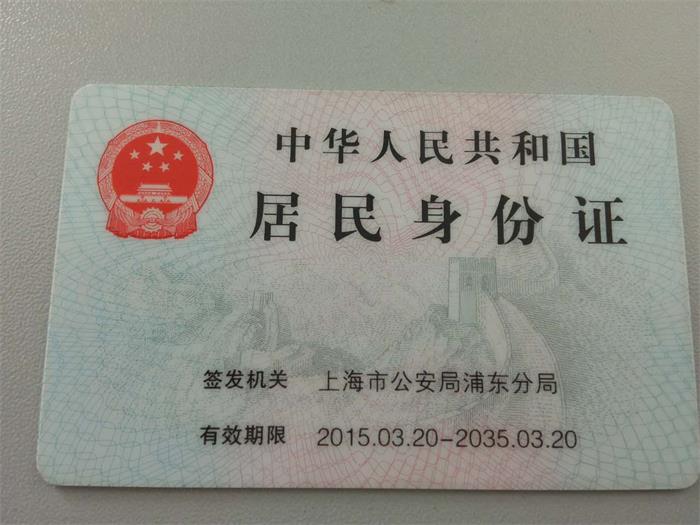 中华人民共和国
居民身份证
签发机关 上海市公安局浦东分局
有效期限 2015.03.20-2035.03.20